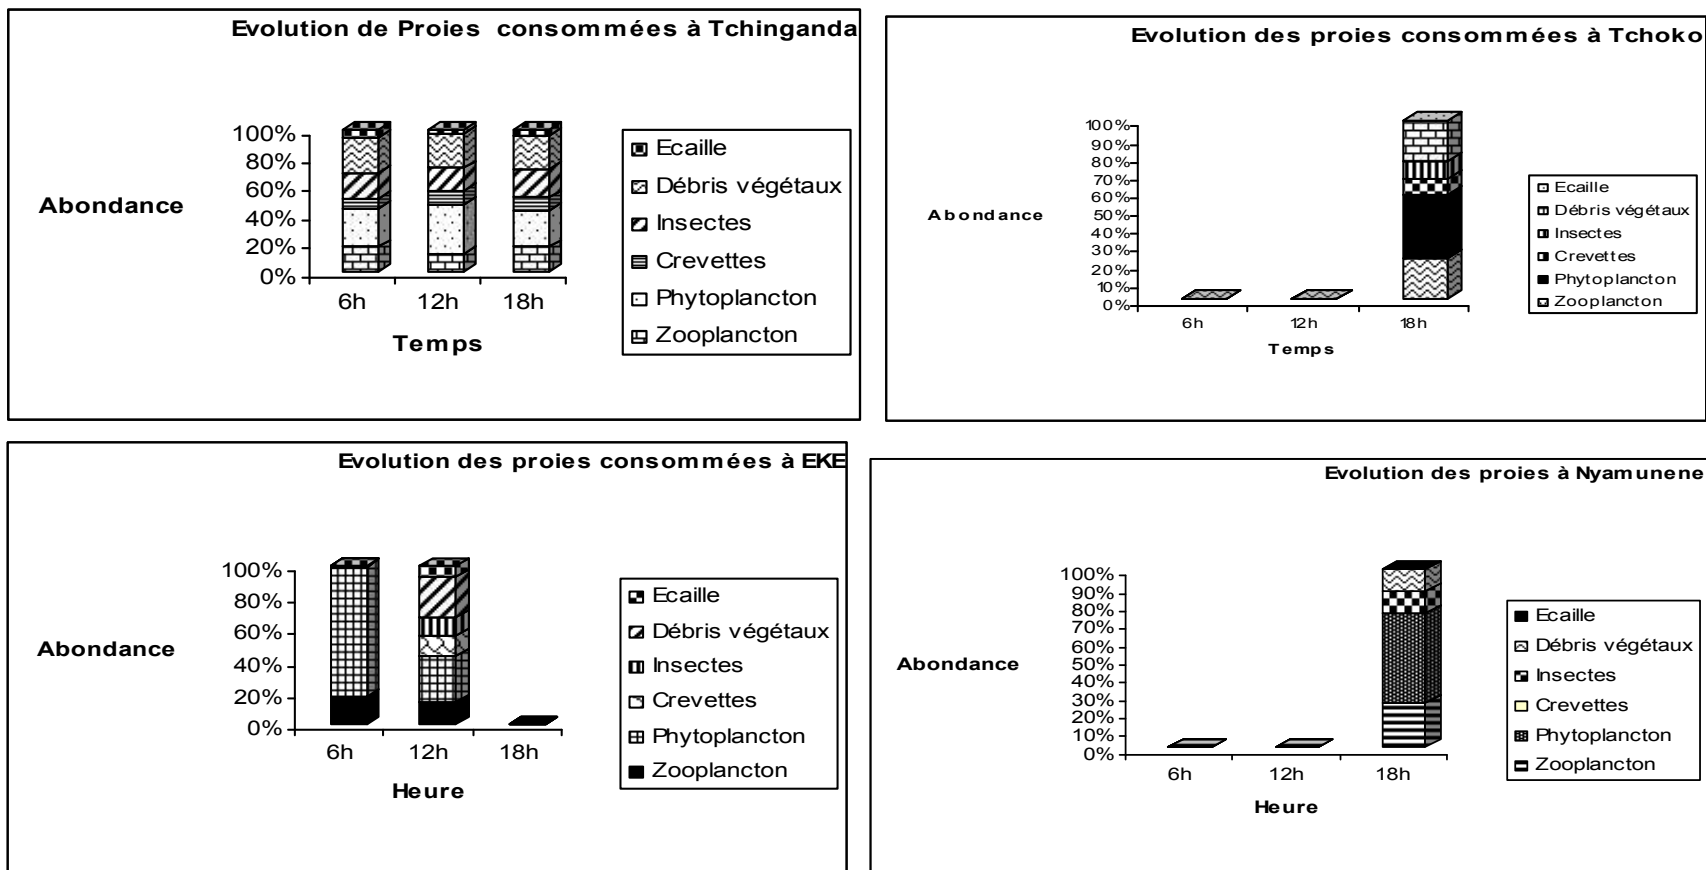 Evolution de Proies consommées à Tchinganda
Abondance
100%
80%
60%
40%
20%
0%
6h 12h 18h
Temps
Ecaille
Débris végétaux
Insectes
Crevettes
Phytoplancton
Zooplancton
Evolution des proies consommées à Tchoko
Abondance
100%
90%
80%
70%
60%
50%
40%
30%
20%
10%
0%
6h 12h 18h
Temps
Ecaille
Débris végétaux
Insectes
Crevettes
Phytoplancton
Zooplancton
Evolution des proies consommées à EKE
Abondance
100%
80%
60%
40%
20%
0%
6h 12h 18h
Heure
Ecaille
Débris végétaux
Insectes
Crevettes
Phytoplancton
Zooplancton
Evolution des proies à Nyamunene
Abondance
100%
90%
80%
70%
60%
50%
40%
30%
20%
10%
0%
6h 12h 18h
Heure
Ecaille
Débris végétaux
Insectes
Crevettes
Phytoplancton
Zooplancton